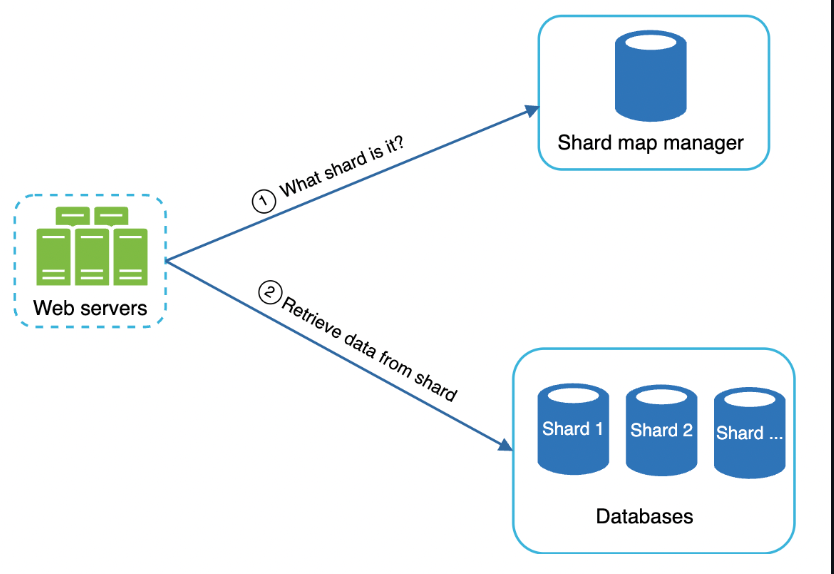 Shard map manager
1 What shard is it?
Web servers
2 Retrieve data from shard
Shard 1
Shard 2
Shard ...
Databases